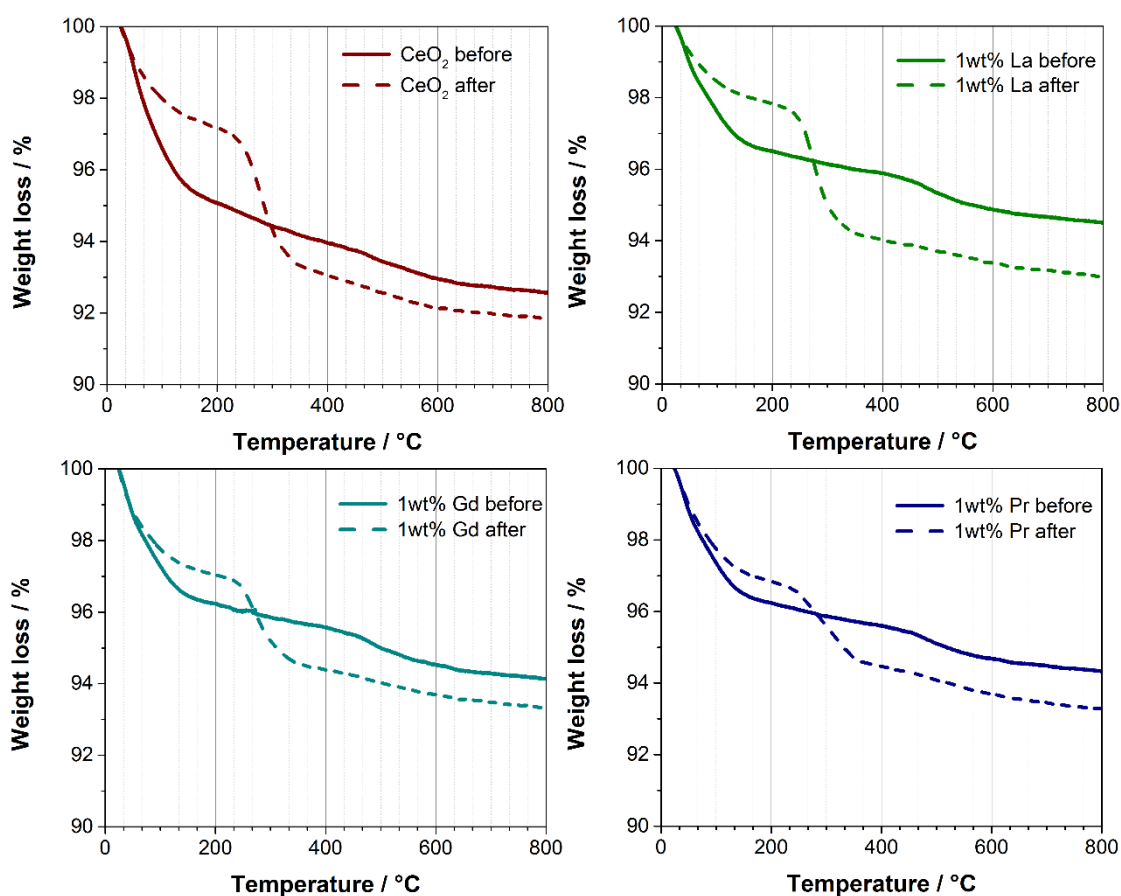 100
98
96
94
92
90
Weight loss / %
CeO₂ before
CeO₂ after
0 200 400 600 800
Temperature / °C
100
98
96
94
92
90
Weight loss / %
1wt% La before
1wt% La after
0 200 400 600 800
Temperature / °C
100
98
96
94
92
90
Weight loss / %
1wt% Gd before
1wt% Gd after
0 200 400 600 800
Temperature / °C
100
98
96
94
92
90
Weight loss / %
1wt% Pr before
1wt% Pr after
0 200 400 600 800
Temperature / °C